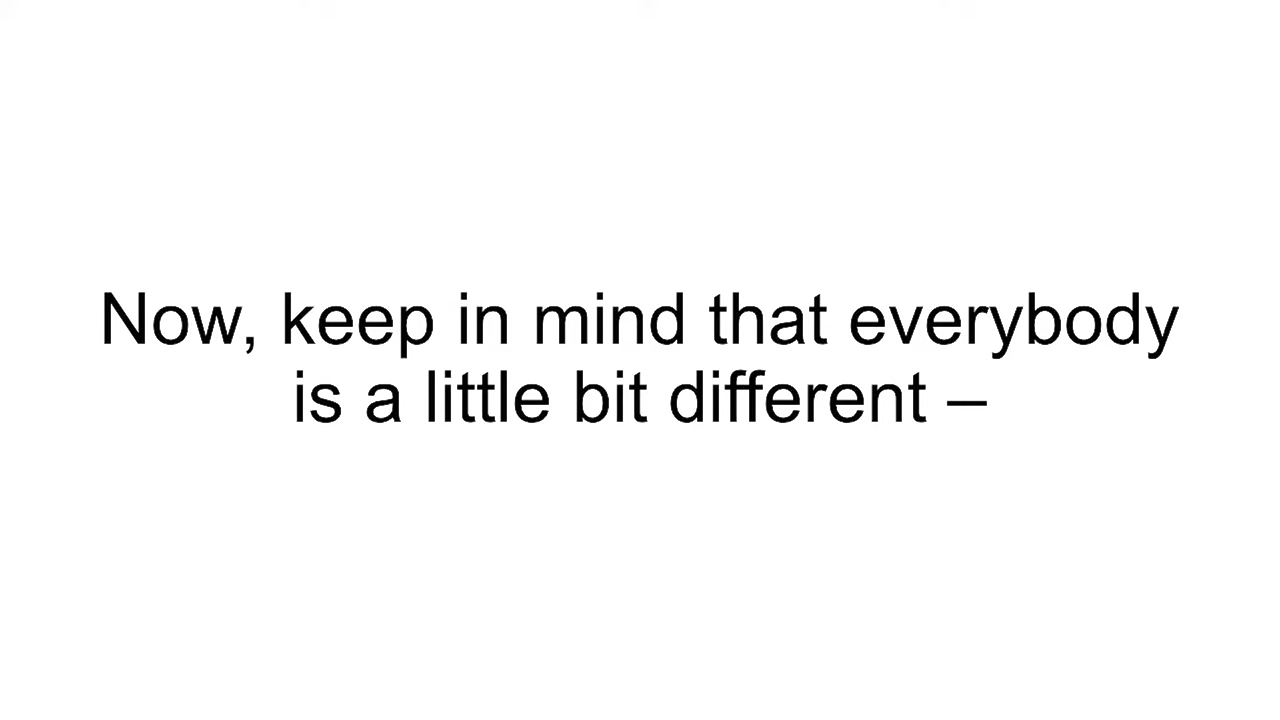 Now, keep in mind that everybody
is a little bit different –